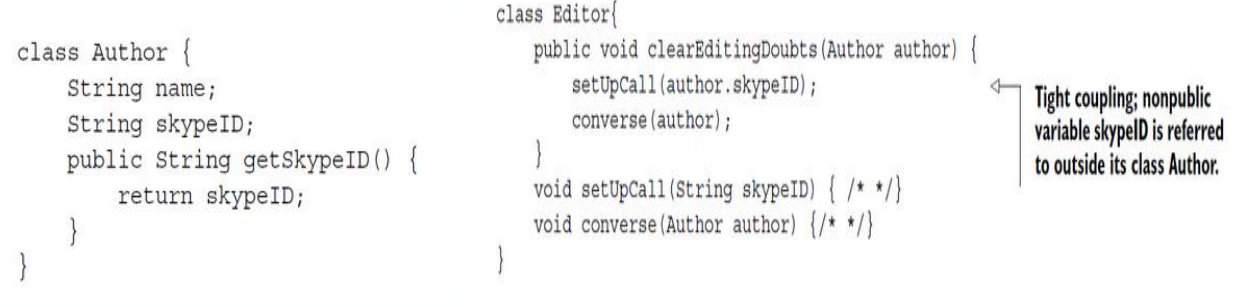 class Author {
    String name;
    String skypeID;
    public String getSkypeID() {
        return skypeID;
    }
}
class Editor{
    public void clearEditingDoubts(Author author) {
        setUpCall(author.skypeID);
        converse(author);
    }
    void setUpCall(String skypeID) { /* */}
    void converse(Author author) {/* */}
}
Tight coupling; nonpublic
variable skypeID is referred
to outside its class Author.